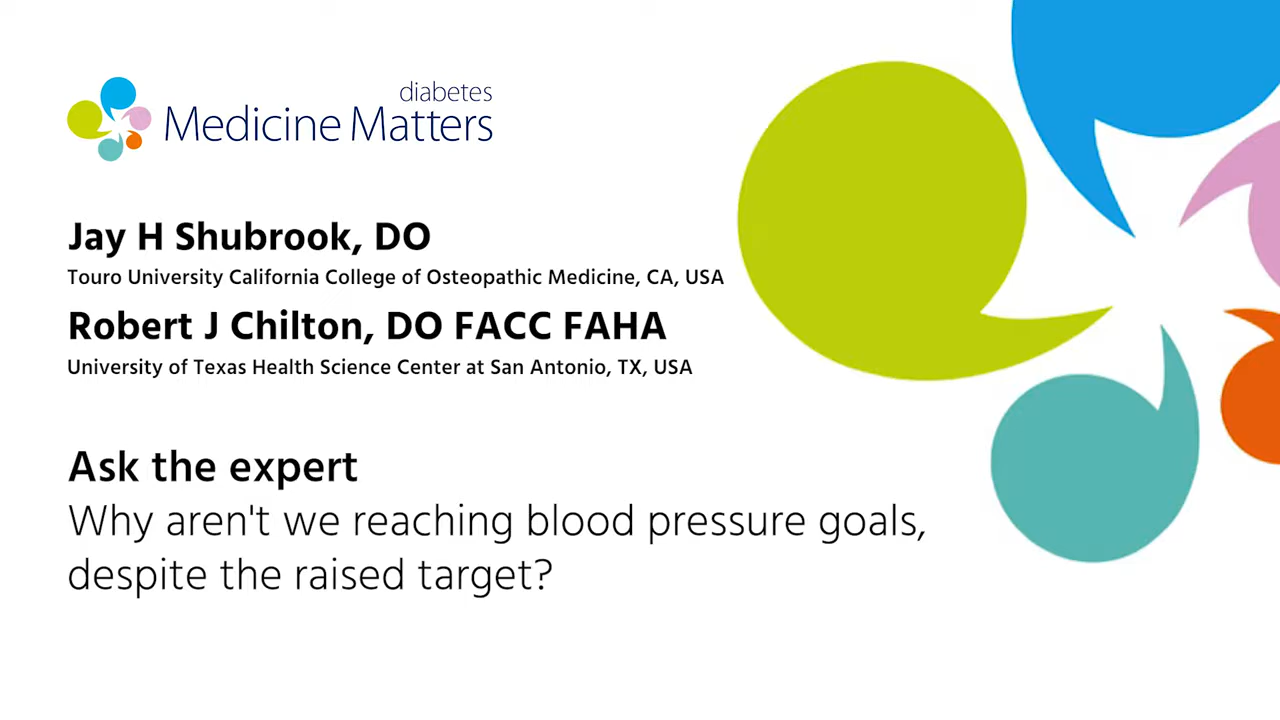 diabetes
Medicine Matters
Jay H Shubrook, DO
Touro University California College of Osteopathic Medicine, CA, USA
Robert J Chilton, DO FACC FAHA
University of Texas Health Science Center at San Antonio, TX, USA
Ask the expert
Why aren't we reaching blood pressure goals,
despite the raised target?